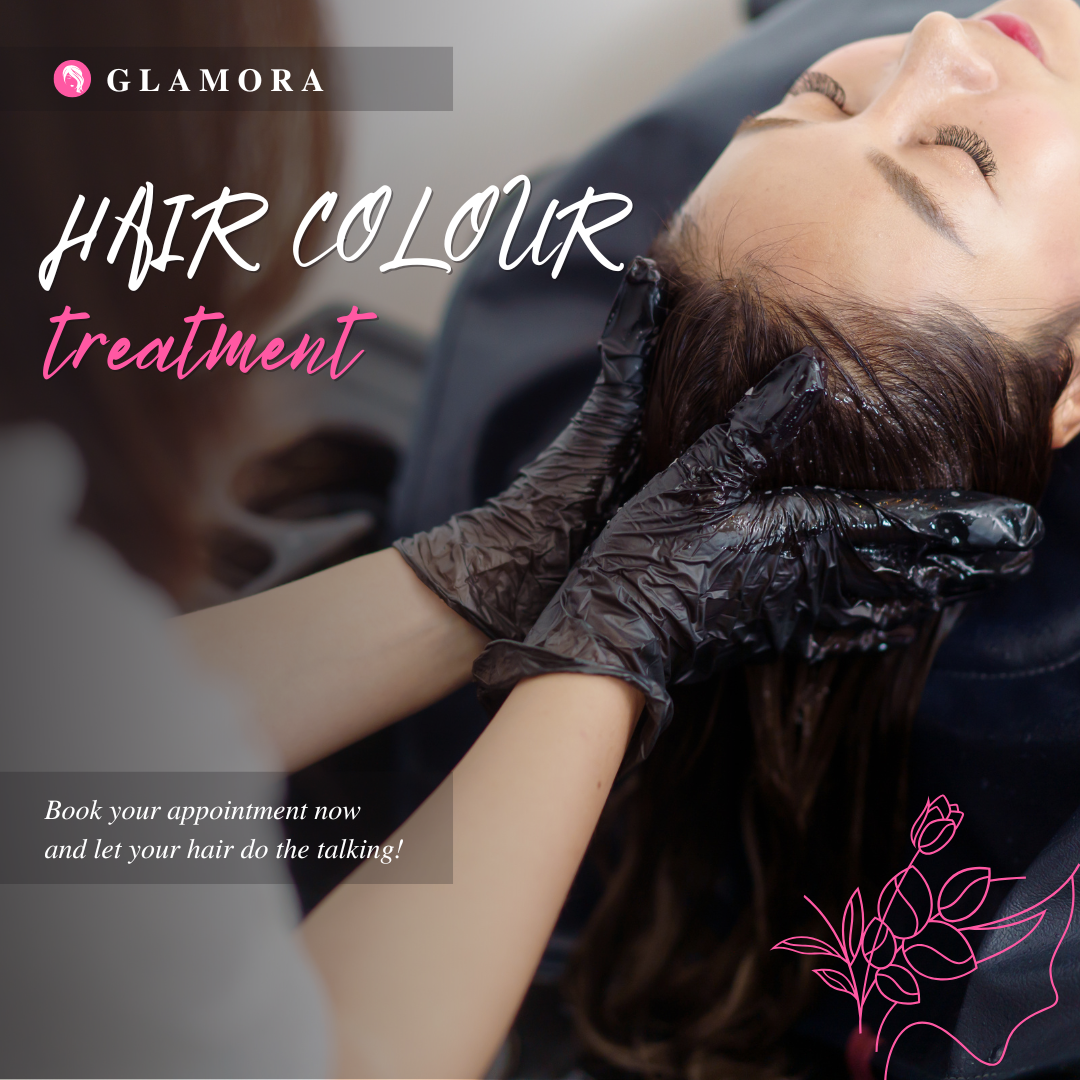 GLAMORA
HAIR COLOUR
treatment
Book your appointment now
and let your hair do the talking!